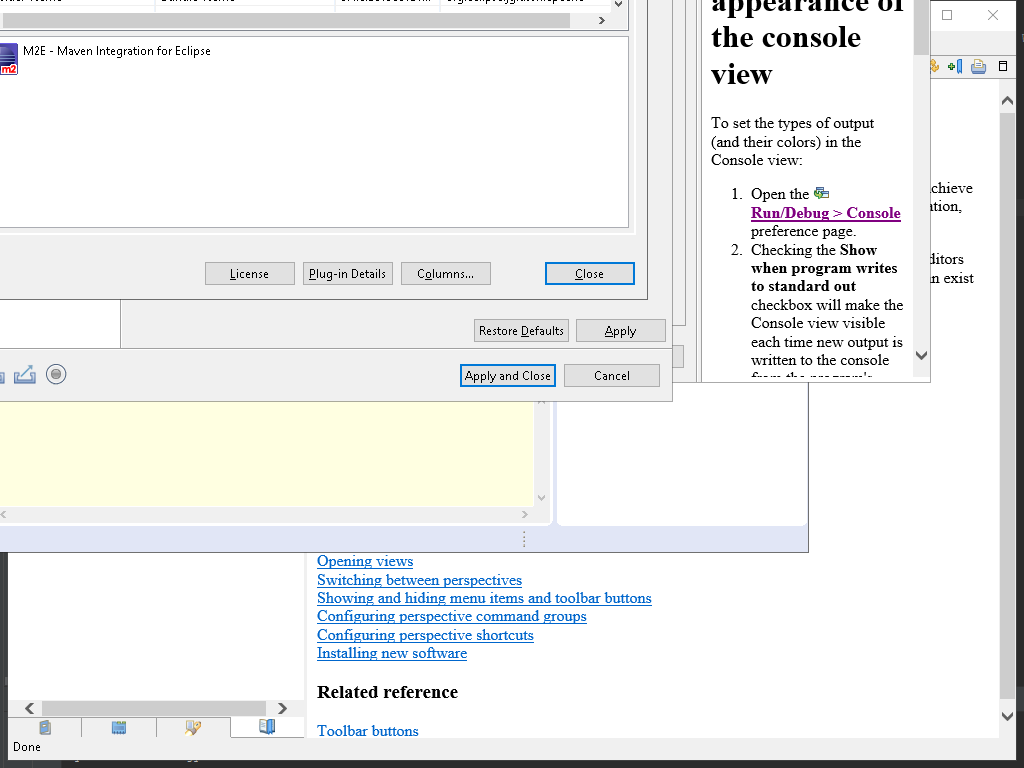 M2E - Maven Integration for Eclipse
m2
License
Plug-in Details
Columns...
Close
Restore Defaults
Apply
Apply and Close
Cancel
appearance of
the console
view
To set the types of output
(and their colors) in the
Console view:
1. Open the
Run/Debug > Console
preference page.
2. Checking the Show
when program writes
to standard out
checkbox will make the
Console view visible
each time new output is
written to the console
from the program's
chieve
ditors
n exist
Opening views
Switching between perspectives
Showing and hiding menu items and toolbar buttons
Configuring perspective command groups
Configuring perspective shortcuts
Installing new software
Related reference
Toolbar buttons
Done